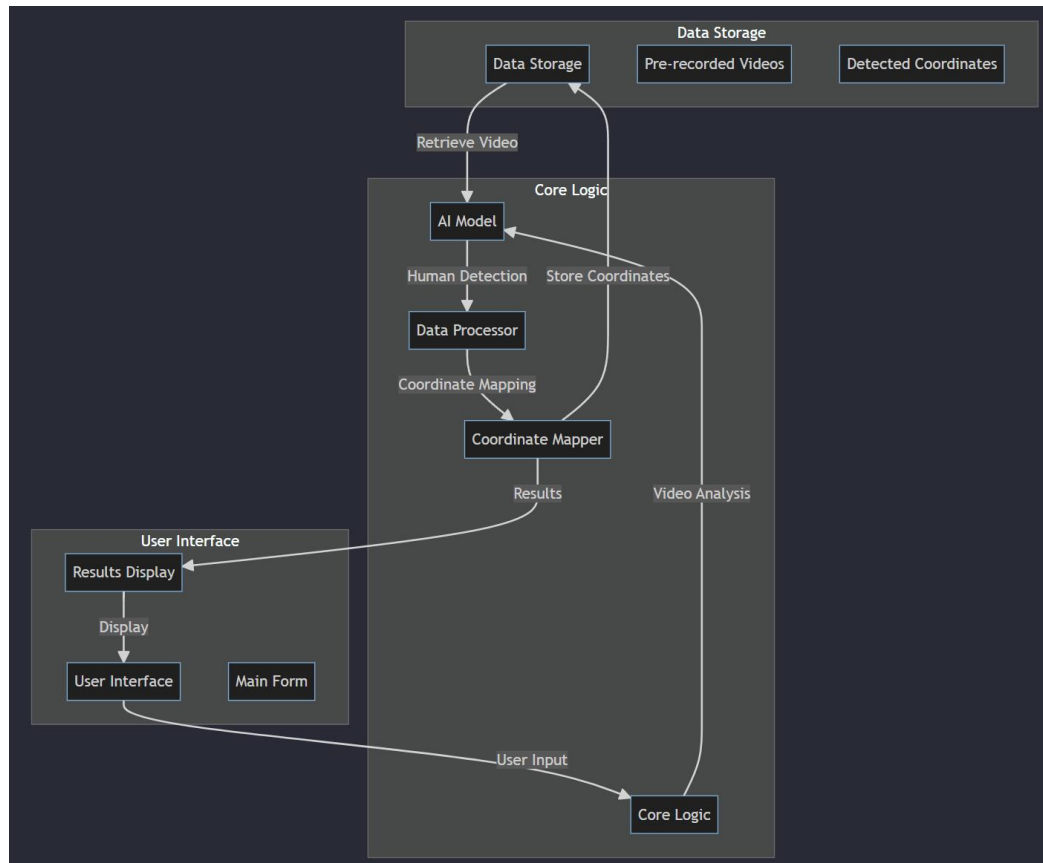 Data Storage
Data Storage
Pre-recorded Videos
Detected Coordinates
Retrieve Video
Core Logic
AI Model
Human Detection
Store Coordinates
Data Processor
Coordinate Mapping
Coordinate Mapper
Results
Video Analysis
User Interface
Results Display
Display
User Interface
Main Form
User Input
Core Logic